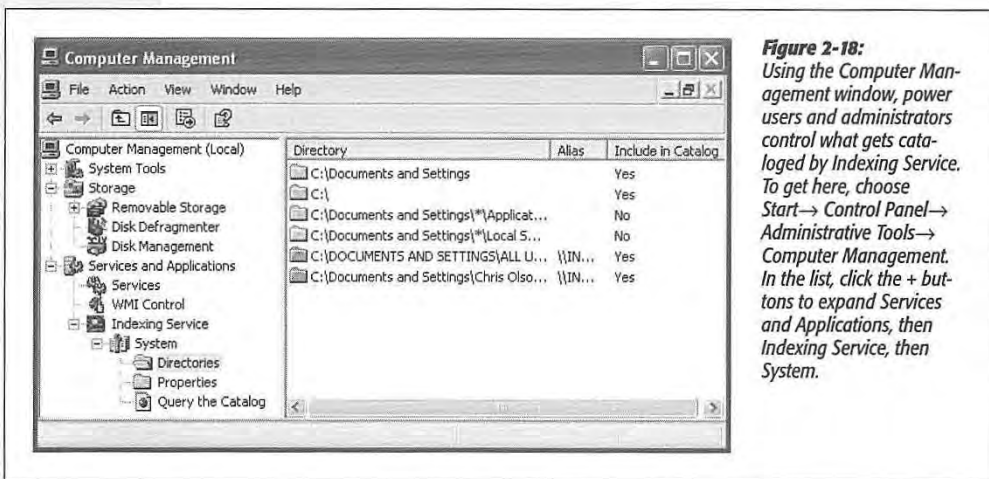 Computer Management
File Action View Window Help
Computer Management (Local)
System Tools
Storage
Removable Storage
Disk Defragmenter
Disk Management
Services and Applications
Services
WMI Control
Indexing Service
System
Directories
Properties
Query the Catalog
Directory Alias Include in Catalog
C:\Documents and Settings Yes
C:\ Yes
C:\Documents and Settings\*\Applicat... No
C:\Documents and Settings\*\Local S... No
C:\DOCUMENTS AND SETTINGS\ALL U... \\IN... Yes
C:\Documents and Settings\Chris Olso... \\IN... Yes
Figure 2-18:
Using the Computer Man-
agement window, power
users and administrators
control what gets cata-
loged by Indexing Service.
To get here, choose
Start→ Control Panel→
Administrative Tools→
Computer Management.
In the list, click the + but-
tons to expand Services
and Applications, then
Indexing Service, then
System.